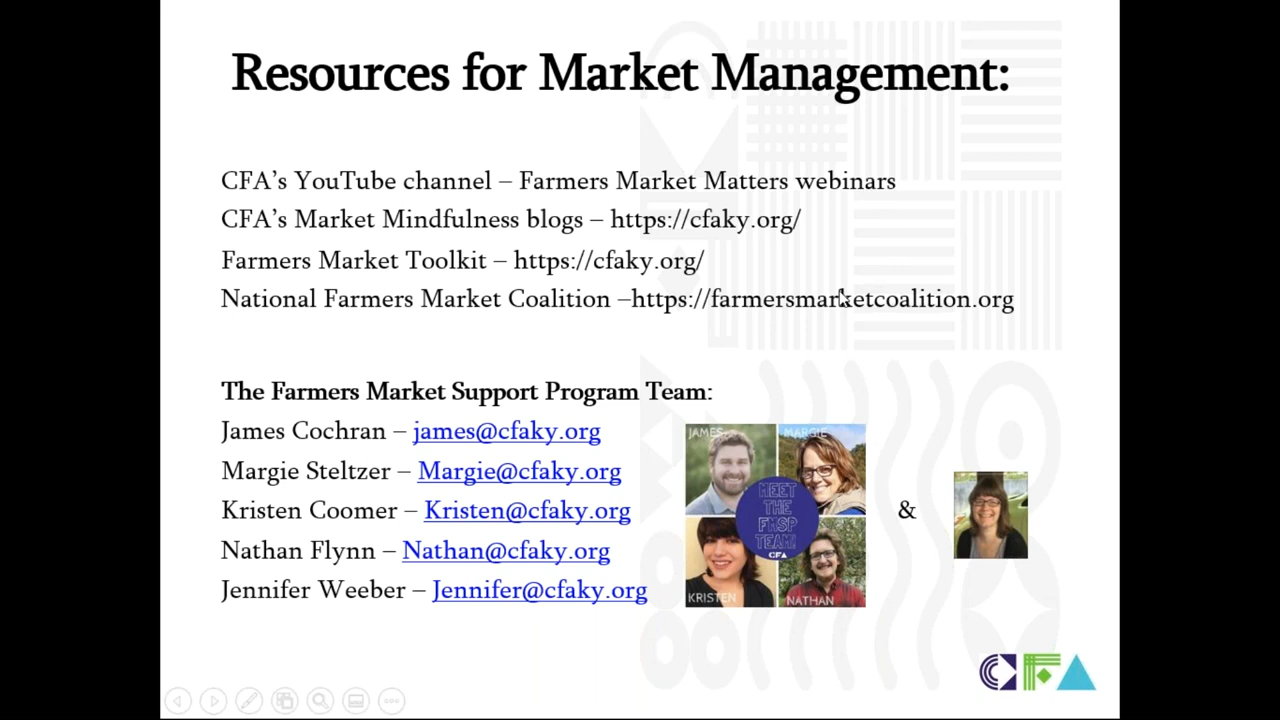 Resources for Market Management:
CFA's YouTube channel – Farmers Market Matters webinars
CFA's Market Mindfulness blogs – https://cfaky.org/
Farmers Market Toolkit – https://cfaky.org/
National Farmers Market Coalition –https://farmersmarketcoalition.org
The Farmers Market Support Program Team:
James Cochran – james@cfaky.org
Margie Steltzer – Margie@cfaky.org
Kristen Coomer – Kristen@cfaky.org
Nathan Flynn – Nathan@cfaky.org
Jennifer Weeber – Jennifer@cfaky.org
JAMES
MARGIE
MEET
THE
FMSP
TEAM!
CFA
KRISTEN
NATHAN
&
CFA